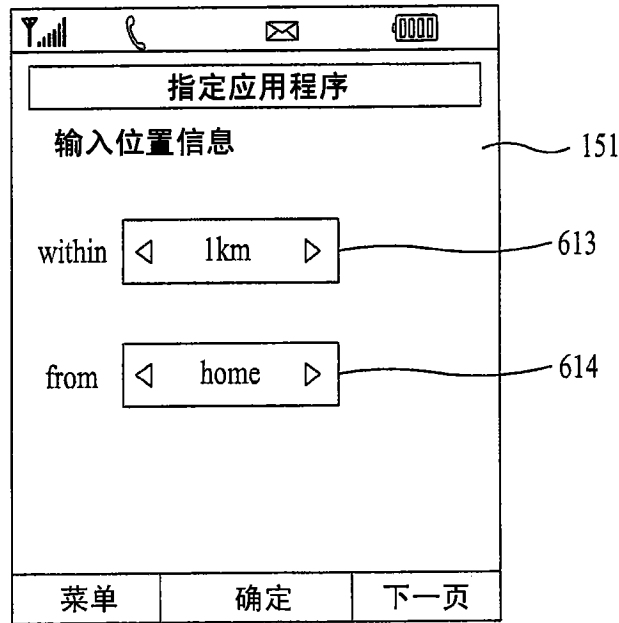 指定应用程序
输入位置信息
151
within 1km
613
from home
614
菜单 确定 下一页